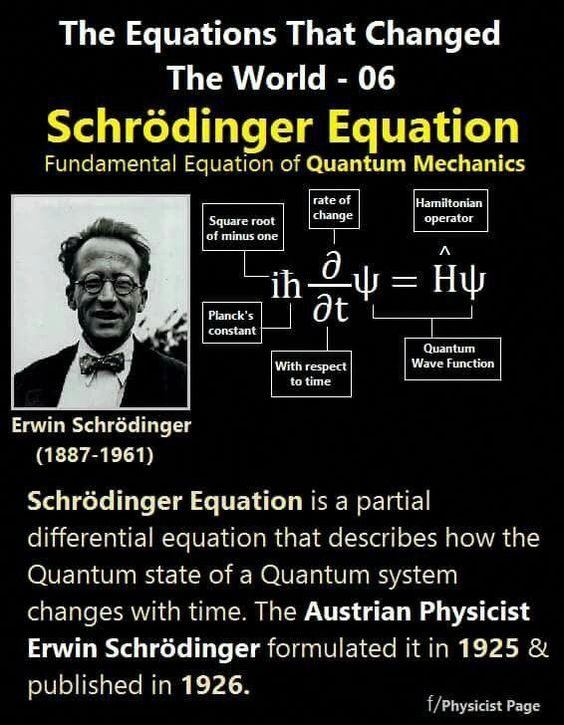 The Equations That Changed
The World - 06
Schrödinger Equation
Fundamental Equation of Quantum Mechanics
Square root
of minus one
rate of
change
Hamiltonian
operator
iħ ∂/∂t ψ = Ĥψ
Planck's
constant
With respect
to time
Quantum
Wave Function
Erwin Schrödinger
(1887-1961)
Schrödinger Equation is a partial
differential equation that describes how the
Quantum state of a Quantum system
changes with time. The Austrian Physicist
Erwin Schrödinger formulated it in 1925 &
published in 1926.
f/Physicist Page